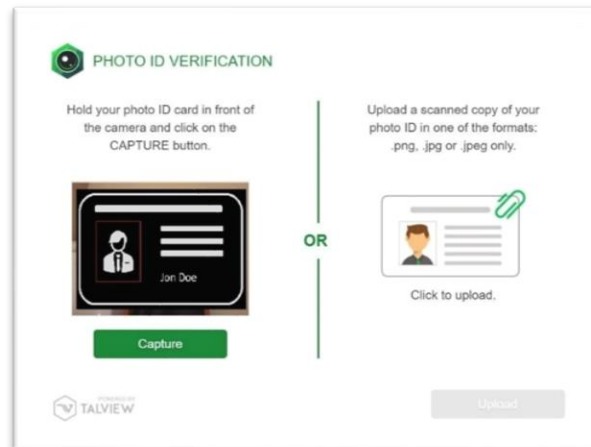 PHOTO ID VERIFICATION
Hold your photo ID card in front of
the camera and click on the
CAPTURE button.
Jon Doe
Capture
OR
Upload a scanned copy of your
photo ID in one of the formats:
.png, .jpg or .jpeg only.
Click to upload.
POWERED BY
TALVIEW
Upload